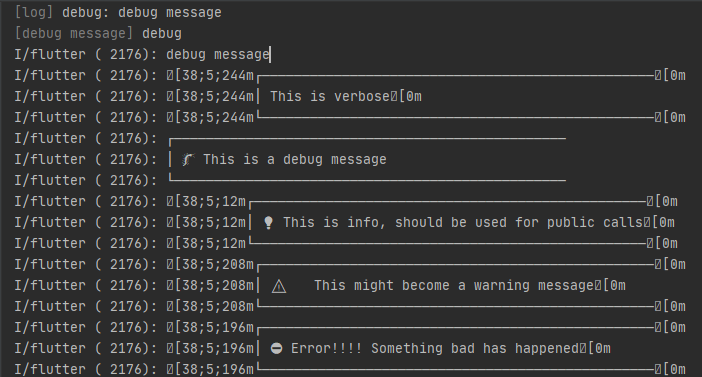 [log] debug: debug message
[debug message] debug
I/flutter ( 2176): debug message
I/flutter ( 2176): [38;5;244m┌───────────────────────────────────────────────[0m
I/flutter ( 2176): [38;5;244m│ This is verbose[0m
I/flutter ( 2176): [38;5;244m└───────────────────────────────────────────────[0m
I/flutter ( 2176): ┌───────────────────────────────────────────────
I/flutter ( 2176): │ 🐛 This is a debug message
I/flutter ( 2176): └───────────────────────────────────────────────
I/flutter ( 2176): [38;5;12m┌───────────────────────────────────────────────[0m
I/flutter ( 2176): [38;5;12m│ 💡 This is info, should be used for public calls[0m
I/flutter ( 2176): [38;5;12m└───────────────────────────────────────────────[0m
I/flutter ( 2176): [38;5;208m┌───────────────────────────────────────────────[0m
I/flutter ( 2176): [38;5;208m│ ⚠ This might become a warning message[0m
I/flutter ( 2176): [38;5;208m└───────────────────────────────────────────────[0m
I/flutter ( 2176): [38;5;196m┌───────────────────────────────────────────────[0m
I/flutter ( 2176): [38;5;196m│ ⛔ Error!!!! Something bad has happened[0m
I/flutter ( 2176): [38;5;196m└───────────────────────────────────────────────[0m